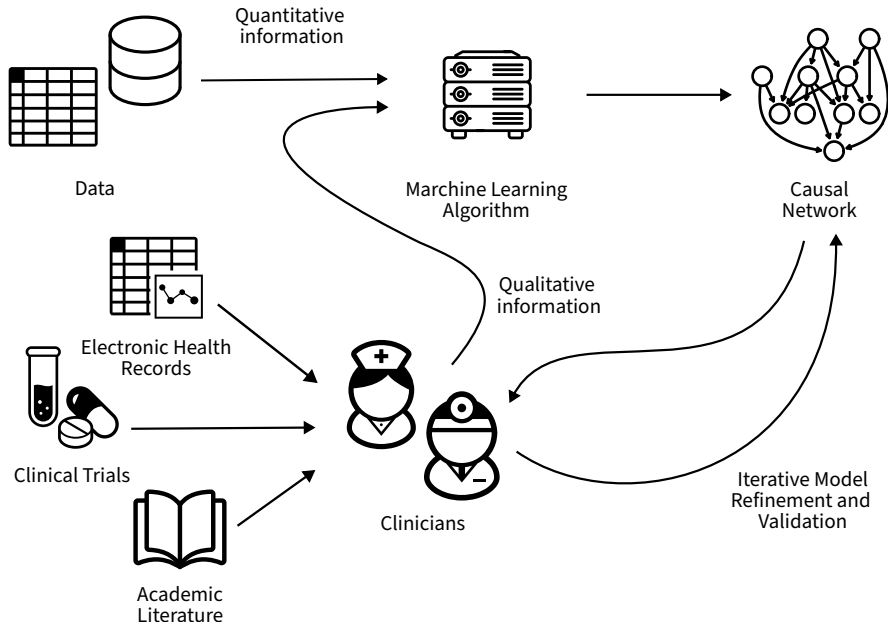 Quantitative
information
Data
Marchine Learning
Algorithm
Causal
Network
Qualitative
information
Electronic Health
Records
Clinical Trials
Clinicians
Iterative Model
Refinement and
Validation
Academic
Literature